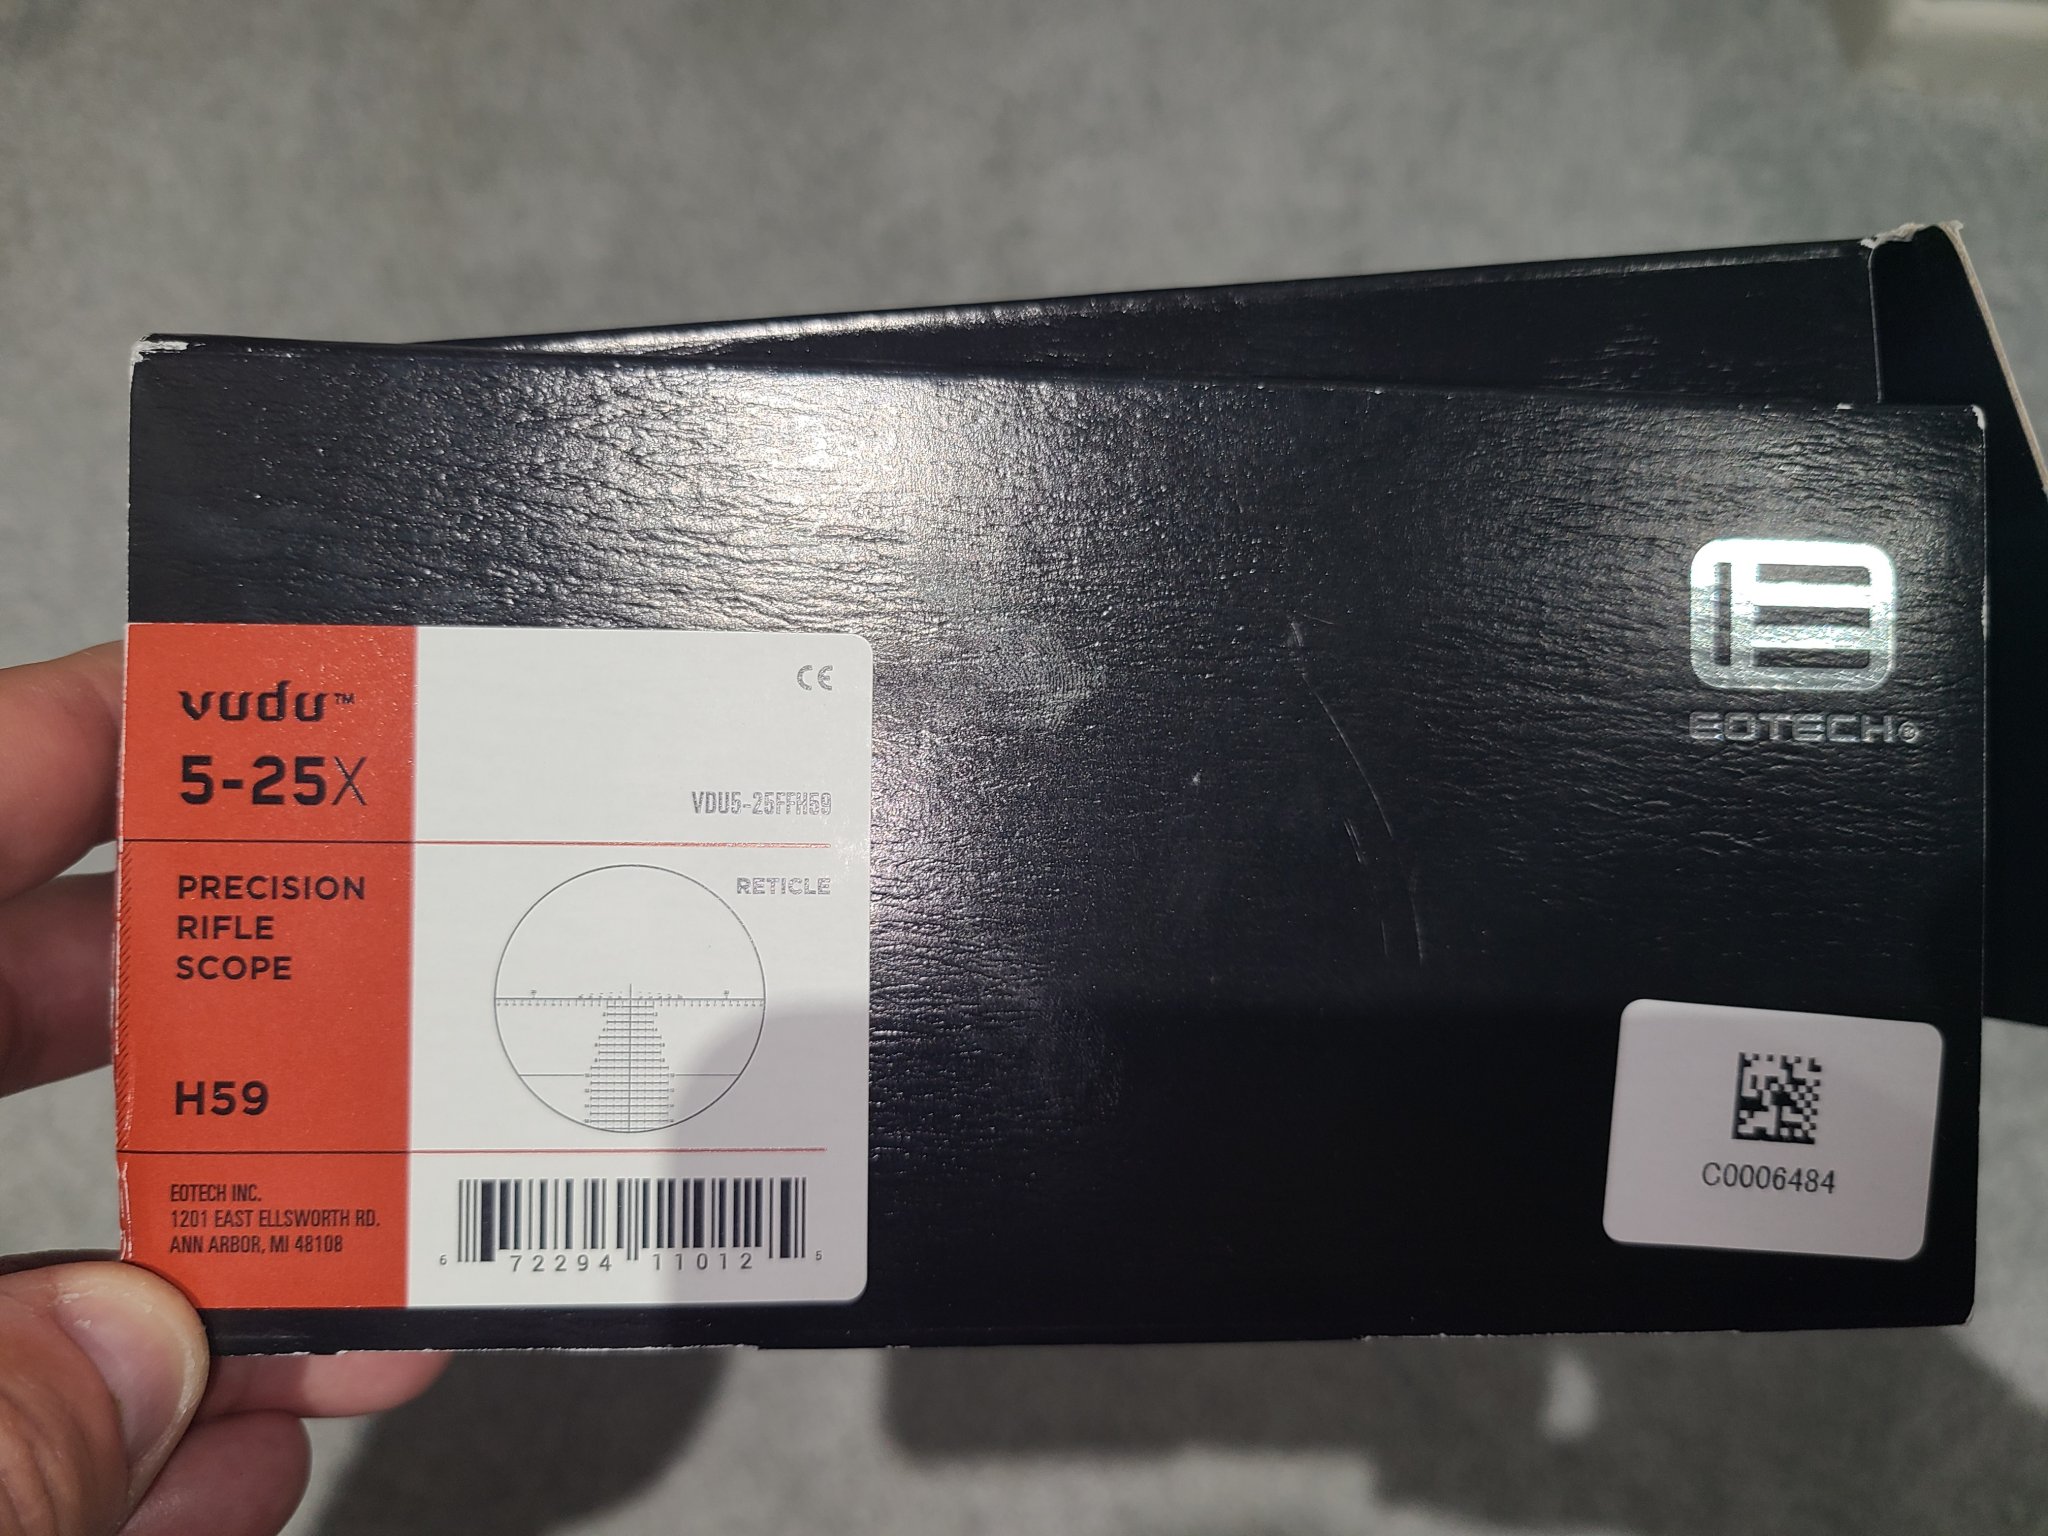 vudu™
5-25X
PRECISION
RIFLE
SCOPE
H59
EOTECH INC.
1201 EAST ELLSWORTH RD.
ANN ARBOR, MI 48108
CE
VDU5-25FFH59
RETICLE
6 72294 11012 5
EOTECH®
C0006484